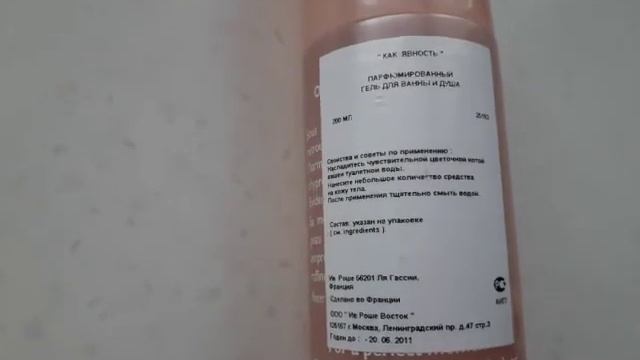 " КАК ЯВНОСТЬ "
ПАРФЮМИРОВАННЫЙ
ГЕЛЬ ДЛЯ ВАННЫ И ДУША
200 МЛ
Свойства и советы по применению :
Насладитесь чувствительной цветочной нотой
вашей туалетной воды.
Нанесите небольшое количество средства
на кожу тела.
После применения тщательно смыть водой.
Состав: указан на упаковке
( см. ingredients )
Ив Роше 56201 Ля Гассии,
Франция
Сделано во Франции
ООО " Ив Роше Восток "
125167 г.Москва, Ленинградский пр. д.47 стр.3
Годен до : - 20. 06. 2011